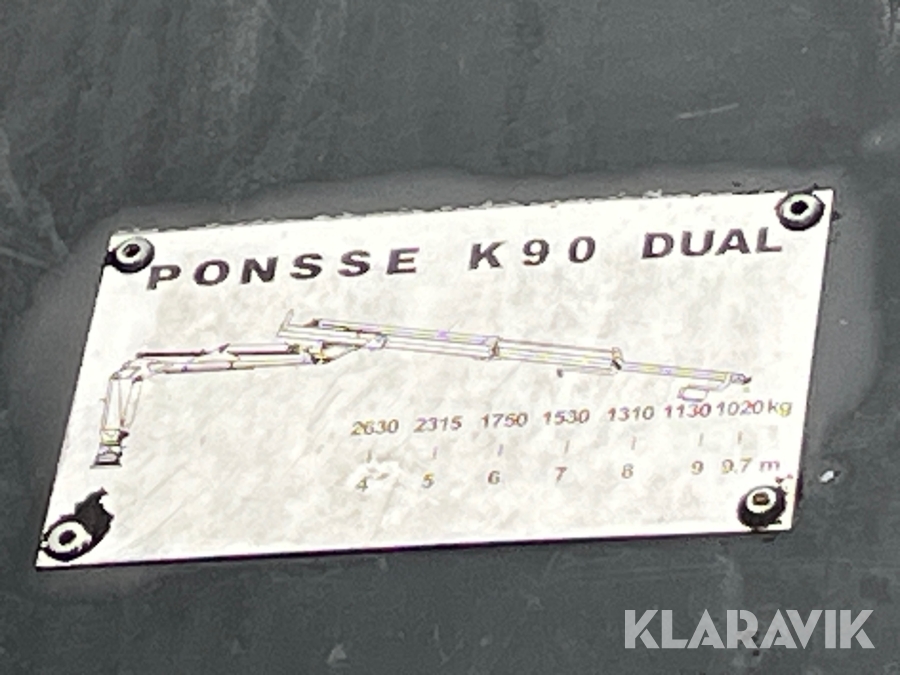 PONSSE K90 DUAL
2630 2315 1750 1530 1310 1130 1020 kg
4 5 6 7 8 9 9.7 m
KLARAVIK